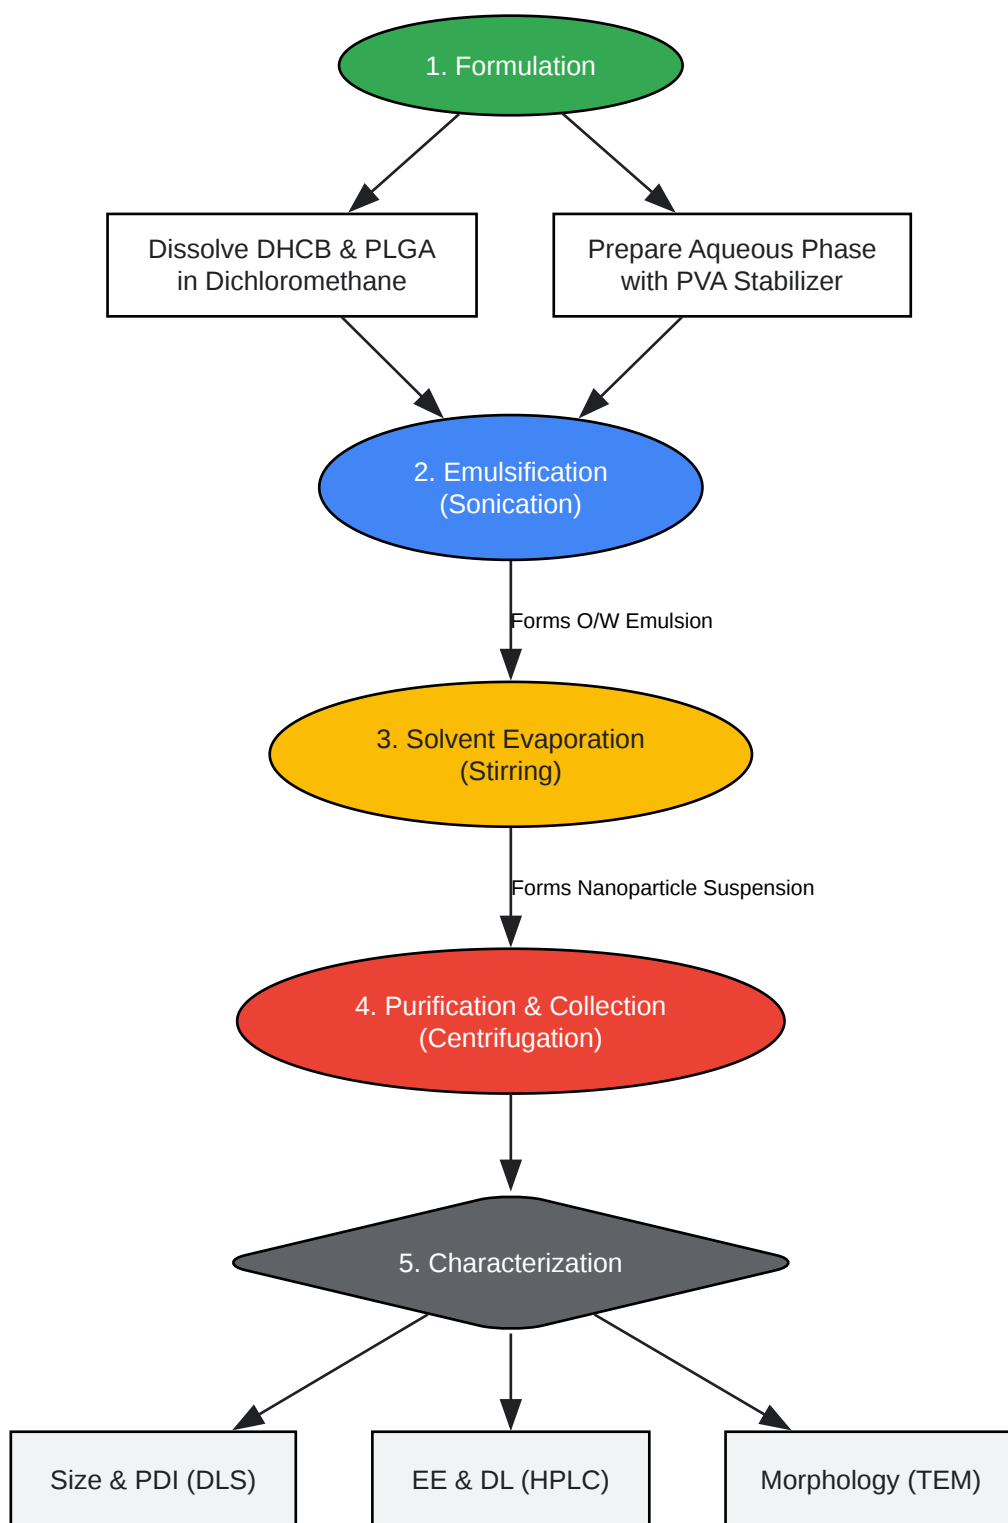 1. Formulation
Dissolve DHCB & PLGA
in Dichloromethane
Prepare Aqueous Phase
with PVA Stabilizer
2. Emulsification
(Sonication)
Forms O/W Emulsion
3. Solvent Evaporation
(Stirring)
Forms Nanoparticle Suspension
4. Purification & Collection
(Centrifugation)
5. Characterization
Size & PDI (DLS)
EE & DL (HPLC)
Morphology (TEM)